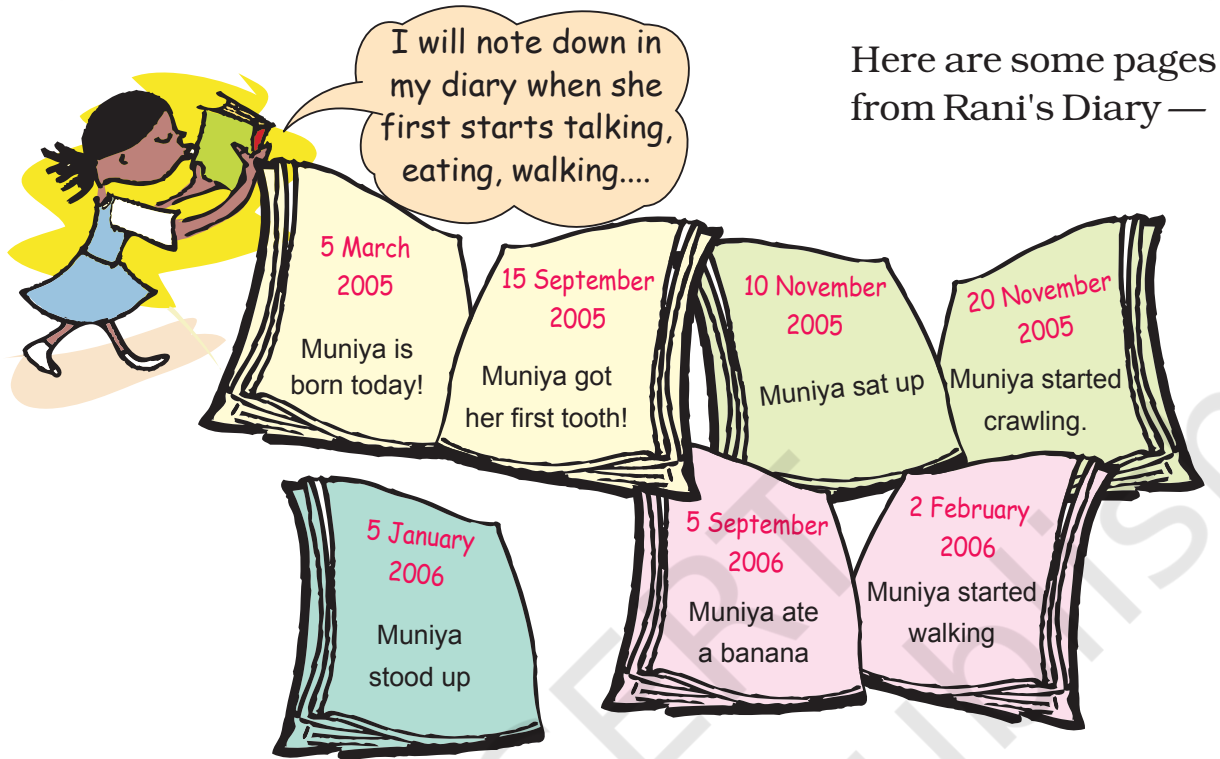 I will note down in
my diary when she
first starts talking,
eating, walking....
Here are some pages
from Rani's Diary —
5 March
2005
Muniya is
born today!
15 September
2005
Muniya got
her first tooth!
10 November
2005
Muniya sat up
20 November
2005
Muniya started
crawling.
5 January
2006
Muniya
stood up
5 September
2006
Muniya ate
a banana
2 February
2006
Muniya started
walking